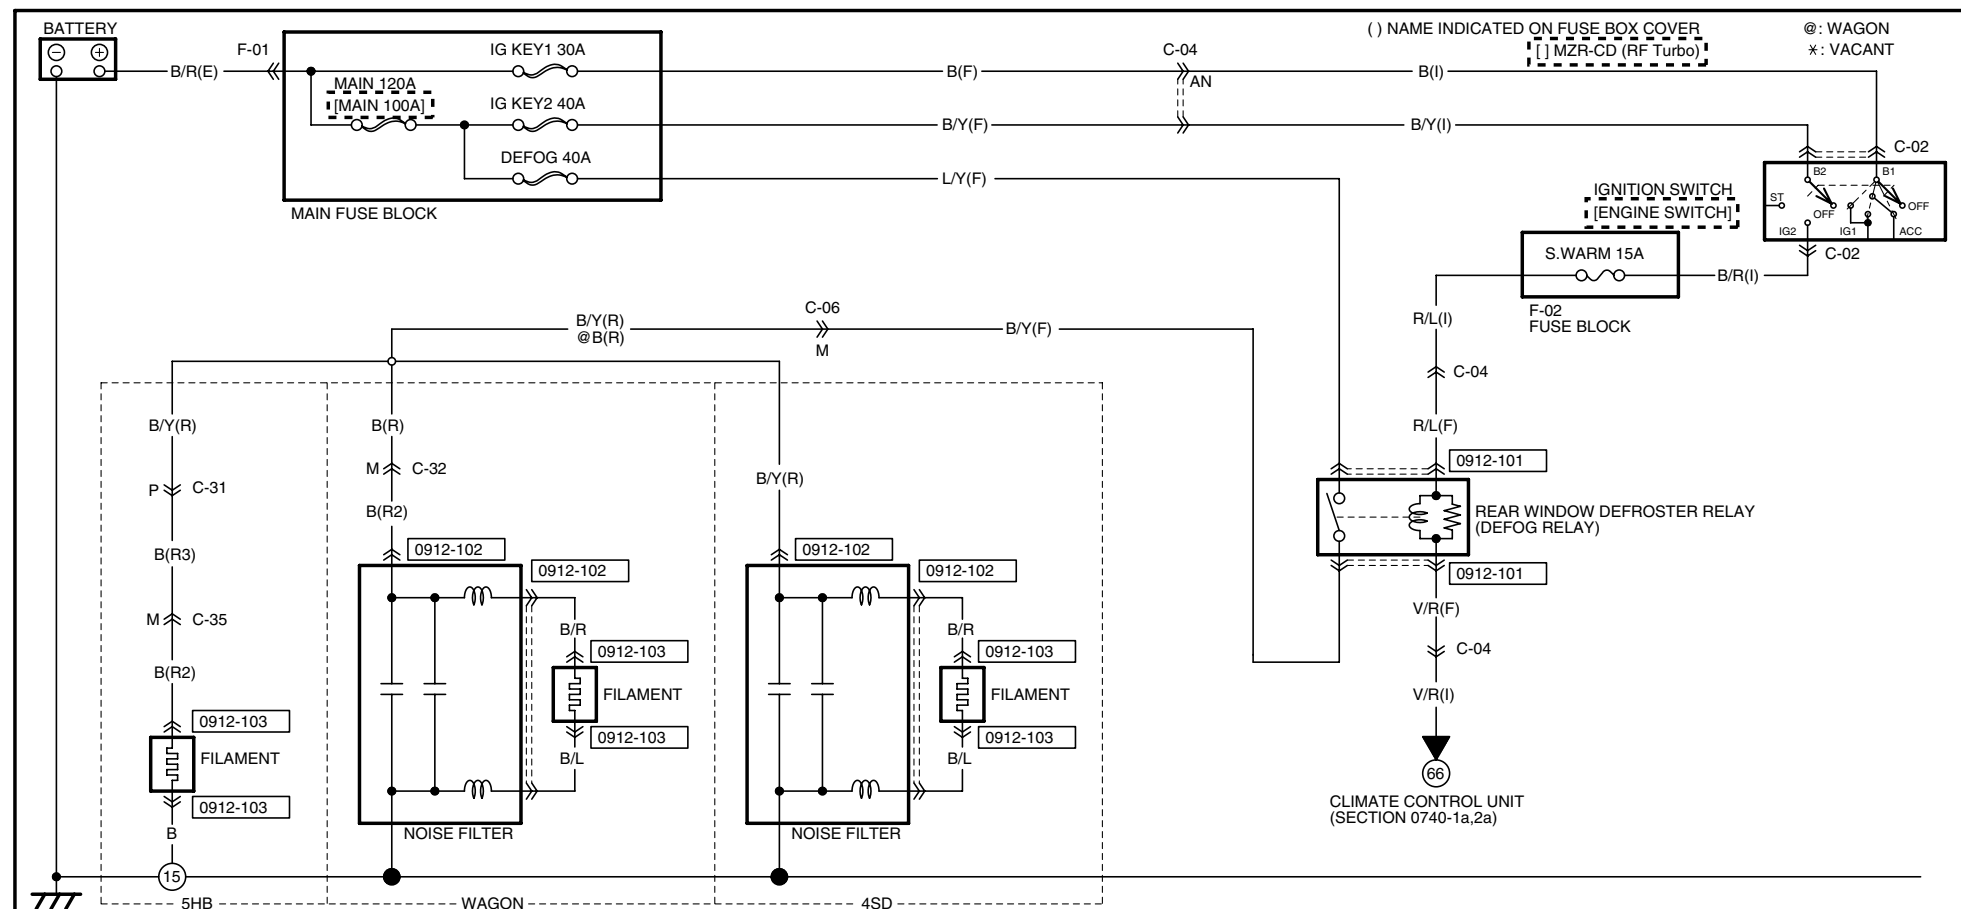 BATTERY
( ) NAME INDICATED ON FUSE BOX COVER
@: WAGON
[ ] MZR-CD (RF Turbo)
*: VACANT
F-01
IG KEY1 30A
C-04
B/R(E)
B(F)
B(I)
AN
MAIN 120A
[MAIN 100A]
IG KEY2 40A
B/Y(F)
B/Y(I)
C-02
DEFOG 40A
L/Y(F)
B2
B1
IGNITION SWITCH
[ENGINE SWITCH]
ST
OFF
OFF
IG2
IG1
ACC
MAIN FUSE BLOCK
C-02
S.WARM 15A
B/R(I)
F-02
FUSE BLOCK
C-06
B/Y(R)
@B(R)
M
B/Y(F)
R/L(I)
C-04
B/Y(R)
B(R)
R/L(F)
M
C-32
0912-101
B/Y(R)
P
C-31
B(R2)
REAR WINDOW DEFROSTER RELAY
(DEFOG RELAY)
B(R3)
0912-102
0912-102
0912-102
0912-102
0912-101
M
C-35
V/R(F)
B/R
B/R
0912-103
0912-103
C-04
B(R2)
FILAMENT
FILAMENT
V/R(I)
0912-103
0912-103
0912-103
B/L
B/L
FILAMENT
66
0912-103
CLIMATE CONTROL UNIT
(SECTION 0740-1a,2a)
B
NOISE FILTER
NOISE FILTER
15
5HB
WAGON
4SD